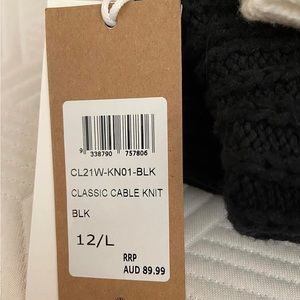 9 338790 757806
CL21W-KN01-BLK
CLASSIC CABLE KNIT
BLK
12/L
RRP
AUD 89.99